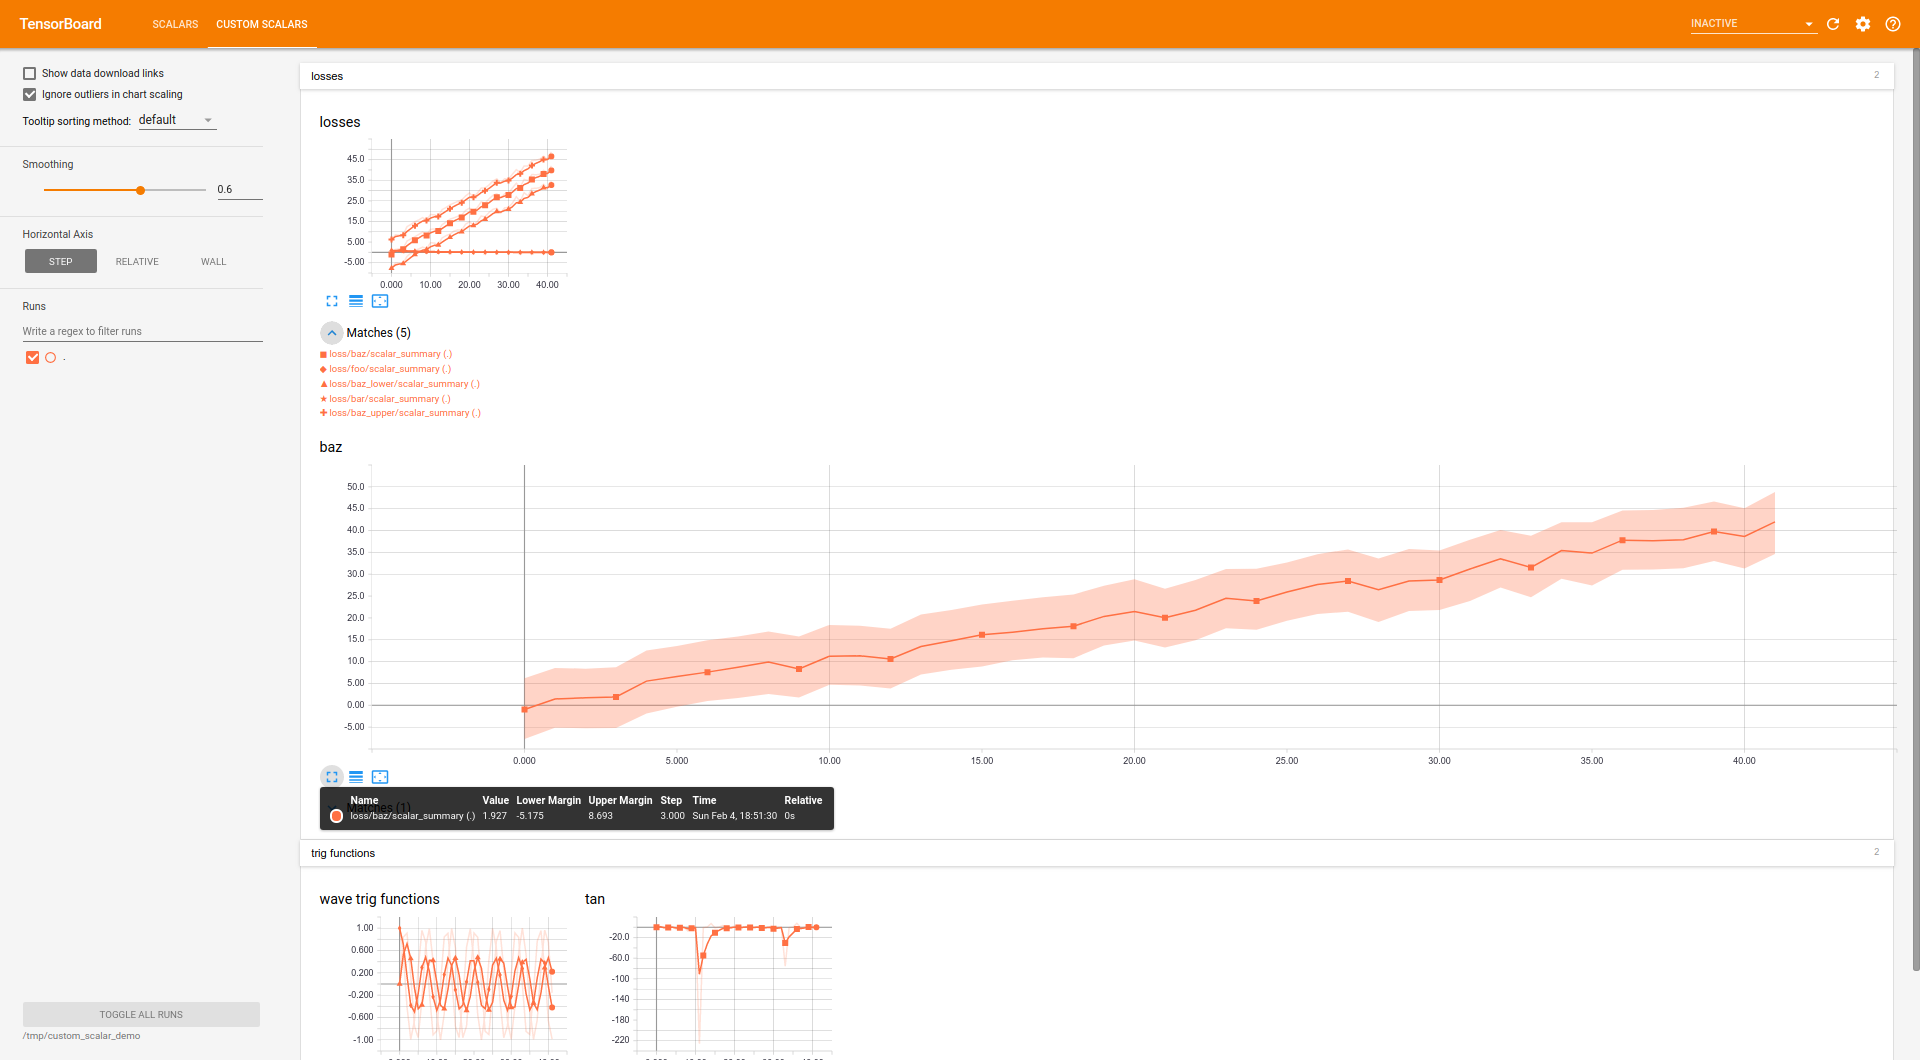 TensorBoard
SCALARS
CUSTOM SCALARS
INACTIVE
Show data download links
Ignore outliers in chart scaling
Tooltip sorting method: default
Smoothing
0.6
Horizontal Axis
STEP
RELATIVE
WALL
Runs
Write a regex to filter runs
.
TOGGLE ALL RUNS
/tmp/custom_scalar_demo
losses
2
losses
45.0
35.0
25.0
15.0
5.00
-5.00
0.000 10.00 20.00 30.00 40.00
Matches (5)
loss/baz/scalar_summary (.)
loss/foo/scalar_summary (.)
loss/baz_lower/scalar_summary (.)
loss/bar/scalar_summary (.)
loss/baz_upper/scalar_summary (.)
baz
50.0
45.0
40.0
35.0
30.0
25.0
20.0
15.0
10.0
5.00
0.00
-5.00
0.000 5.000 10.00 15.00 20.00 25.00 30.00 35.00 40.00
Matches (1)
Name Value Lower Margin Upper Margin Step Time Relative
loss/baz/scalar_summary (.) 1.927 -5.175 8.693 3.000 Sun Feb 4, 18:51:30 0s
trig functions
2
wave trig functions
1.00
0.600
0.200
-0.200
-0.600
-1.00
tan
-20.0
-60.0
-100
-140
-180
-220